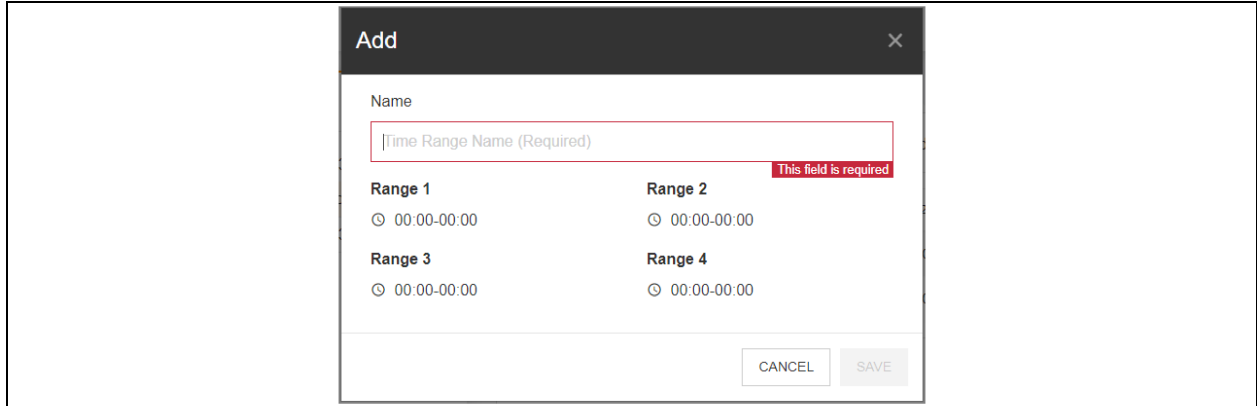 Add
Name
Time Range Name (Required)
This field is required
Range 1 Range 2
00:00-00:00 00:00-00:00
Range 3 Range 4
00:00-00:00 00:00-00:00
CANCEL SAVE